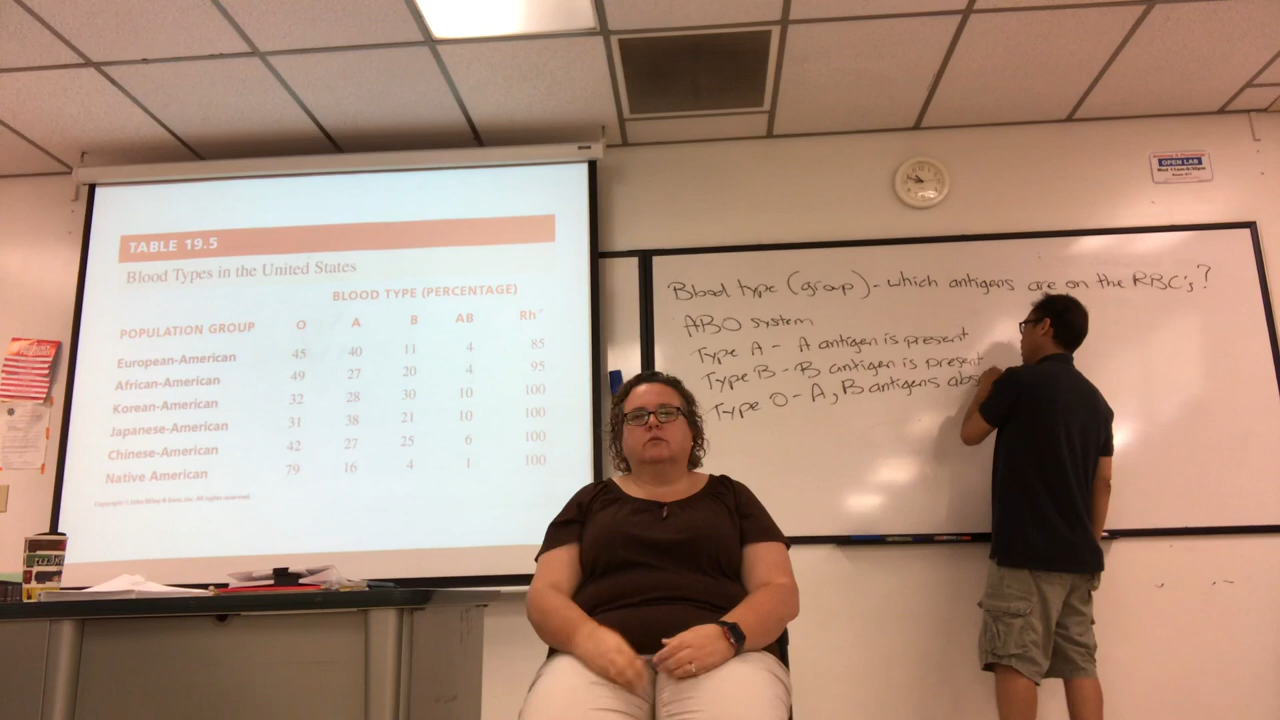 TABLE 19.5
Blood Types in the United States
BLOOD TYPE (PERCENTAGE)
POPULATION GROUP O A B AB Rh+
European-American 45 40 11 4 85
African-American 49 27 20 4 95
Korean-American 32 28 30 10 100
Japanese-American 31 38 21 10 100
Chinese-American 42 27 25 6 100
Native American 79 16 4 1 100
Blood type (group) - which antigens are on the RBC's?
ABO system
Type A - A antigen is present
Type B - B antigen is present
Type O - A, B antigens abs
OPEN LAB